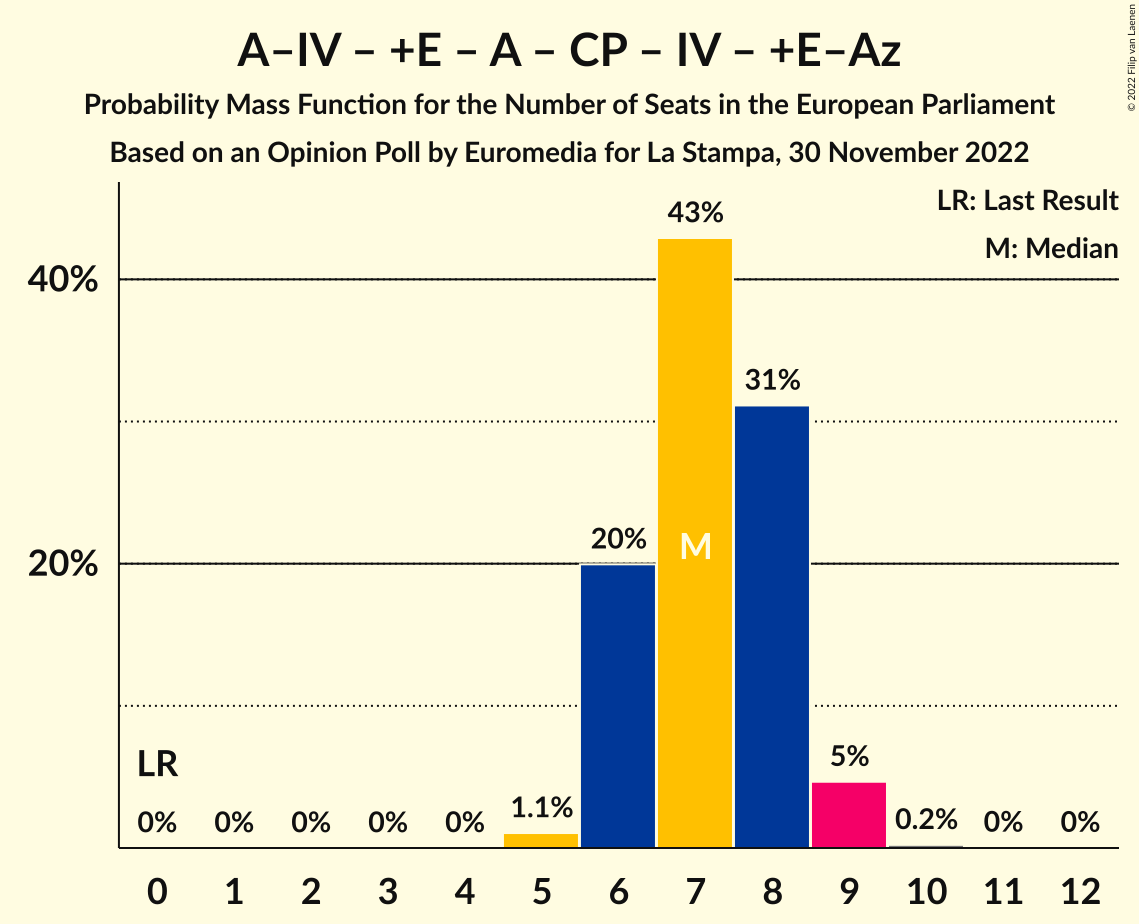 A–IV – +E – A – CP – IV – +E–Az
Probability Mass Function for the Number of Seats in the European Parliament
Based on an Opinion Poll by Euromedia for La Stampa, 30 November 2022
© 2022 Filip van Laenen
LR: Last Result
M: Median
43%
40%
31%
20%
20%
M
LR
5%
1.1%
0% 0% 0% 0% 0% 0.2% 0% 0%
0 1 2 3 4 5 6 7 8 9 10 11 12